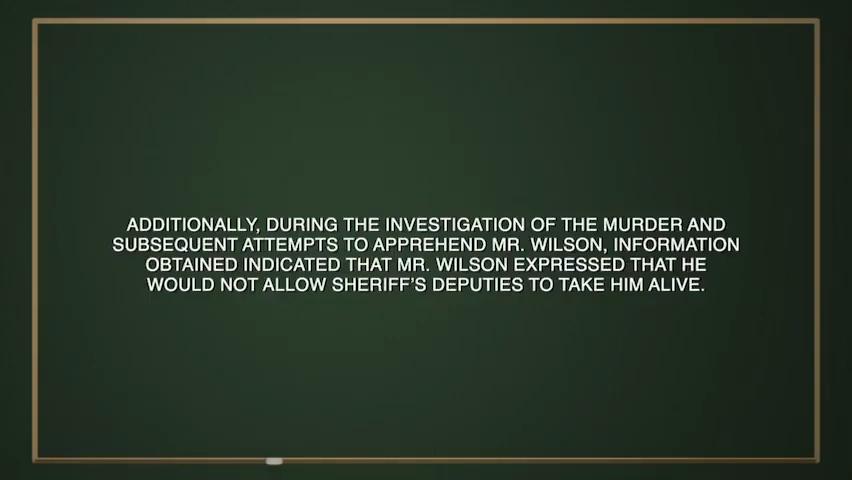 ADDITIONALLY, DURING THE INVESTIGATION OF THE MURDER AND
SUBSEQUENT ATTEMPTS TO APPREHEND MR. WILSON, INFORMATION
OBTAINED INDICATED THAT MR. WILSON EXPRESSED THAT HE
WOULD NOT ALLOW SHERIFF'S DEPUTIES TO TAKE HIM ALIVE.